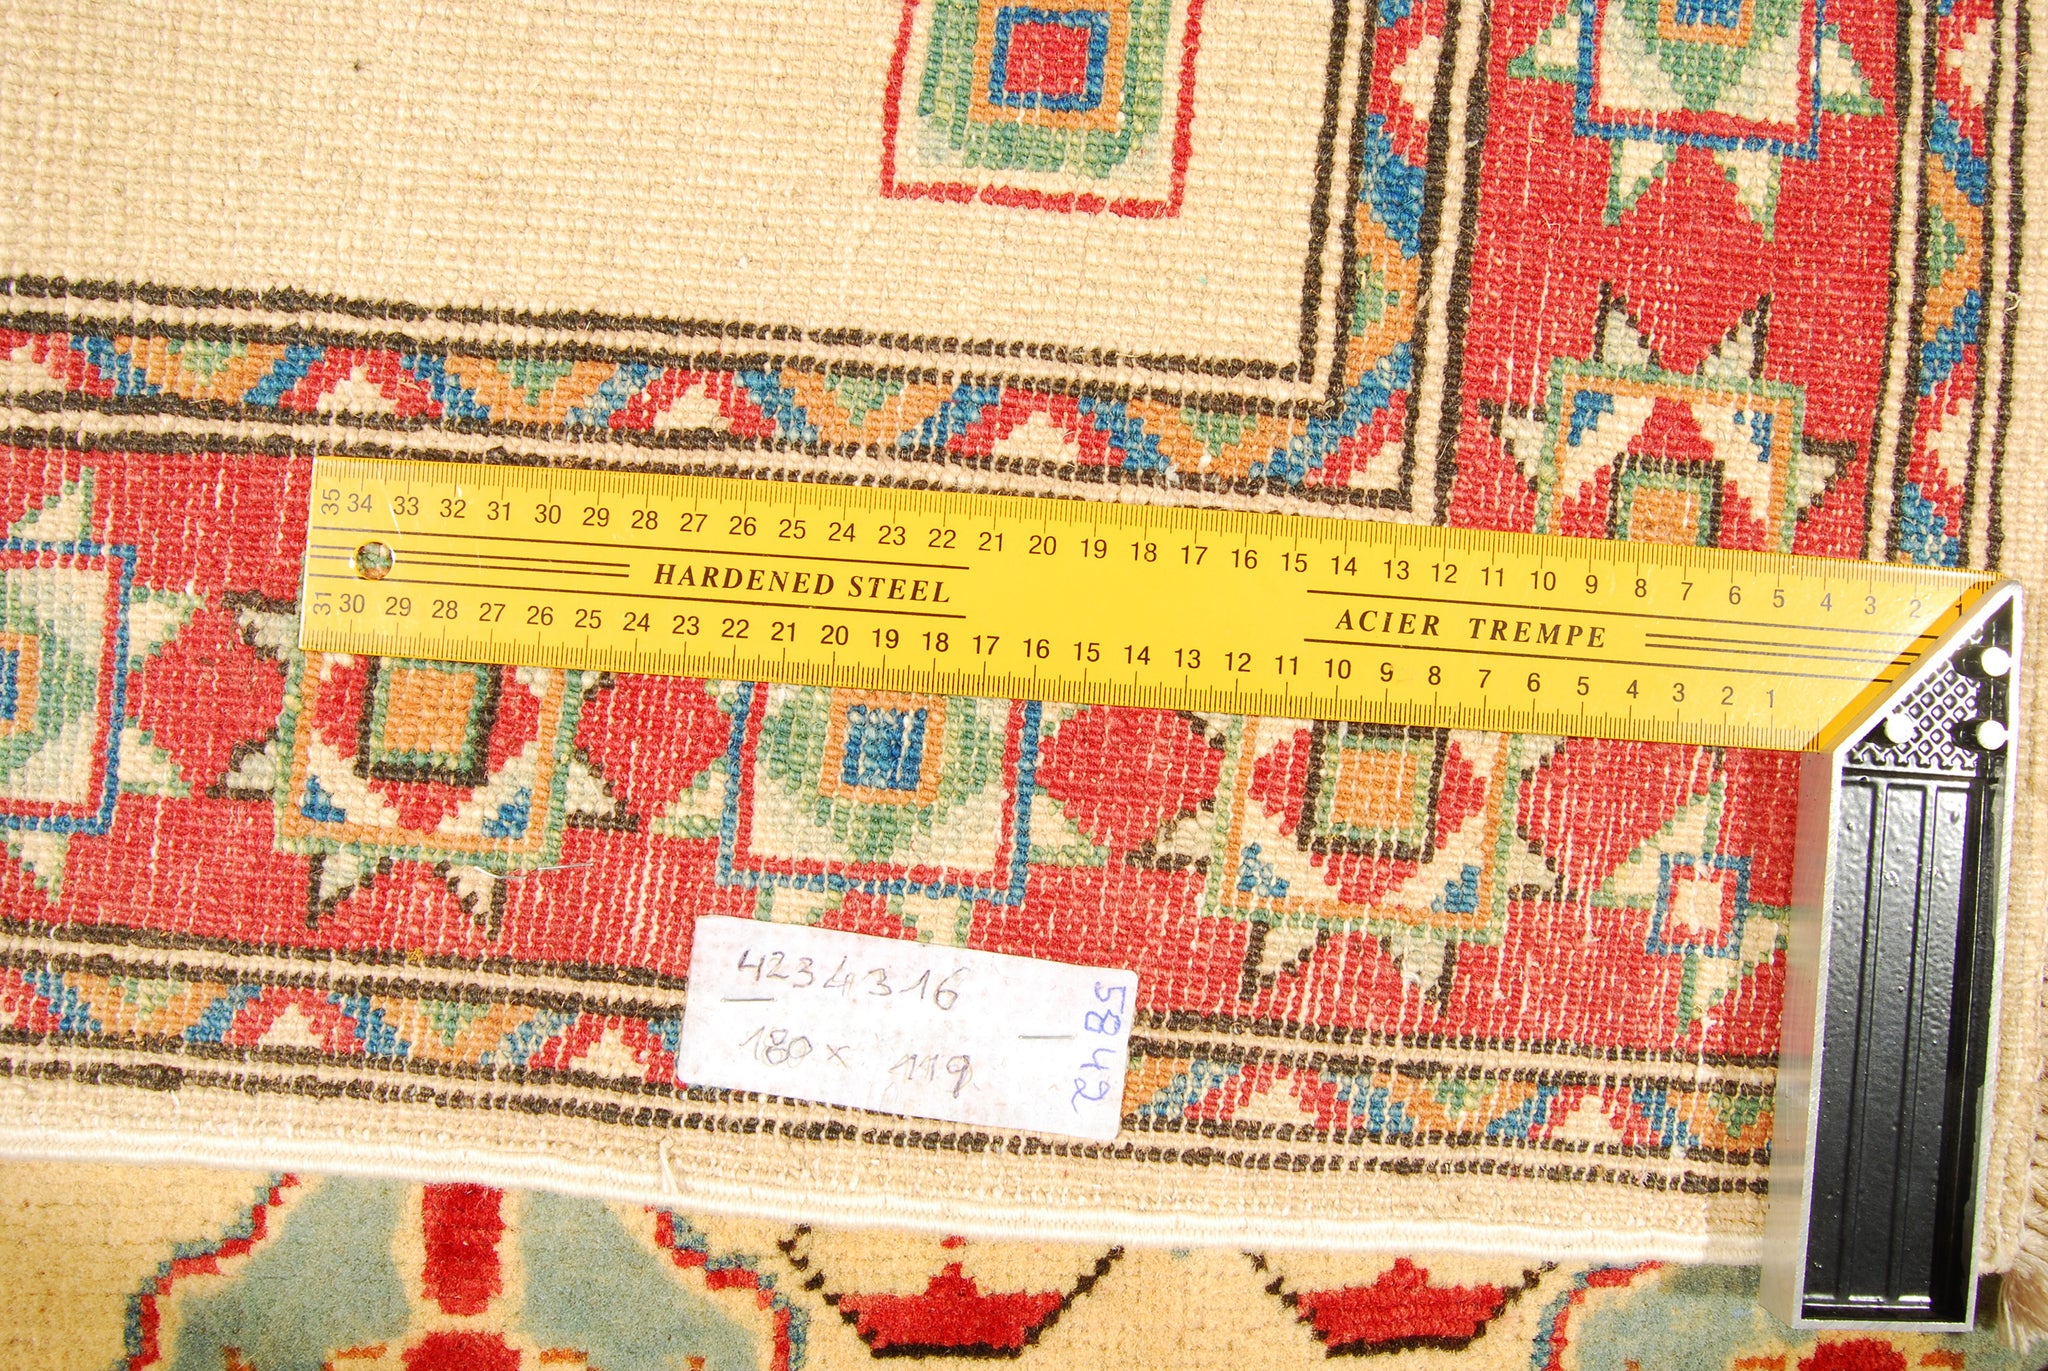 35 34 33 32 31 30 29 28 27 26 25 24 23 22 21 20 19 18 17 16 15 14 13 12 11 10 9 8 7 6 5 4 3 2 1
HARDENED STEEL
ACIER TREMPE
31 30 29 28 27 26 25 24 23 22 21 20 19 18 17 16 15 14 13 12 11 10 9 8 7 6 5 4 3 2 1
4234316
180 x 119
5842